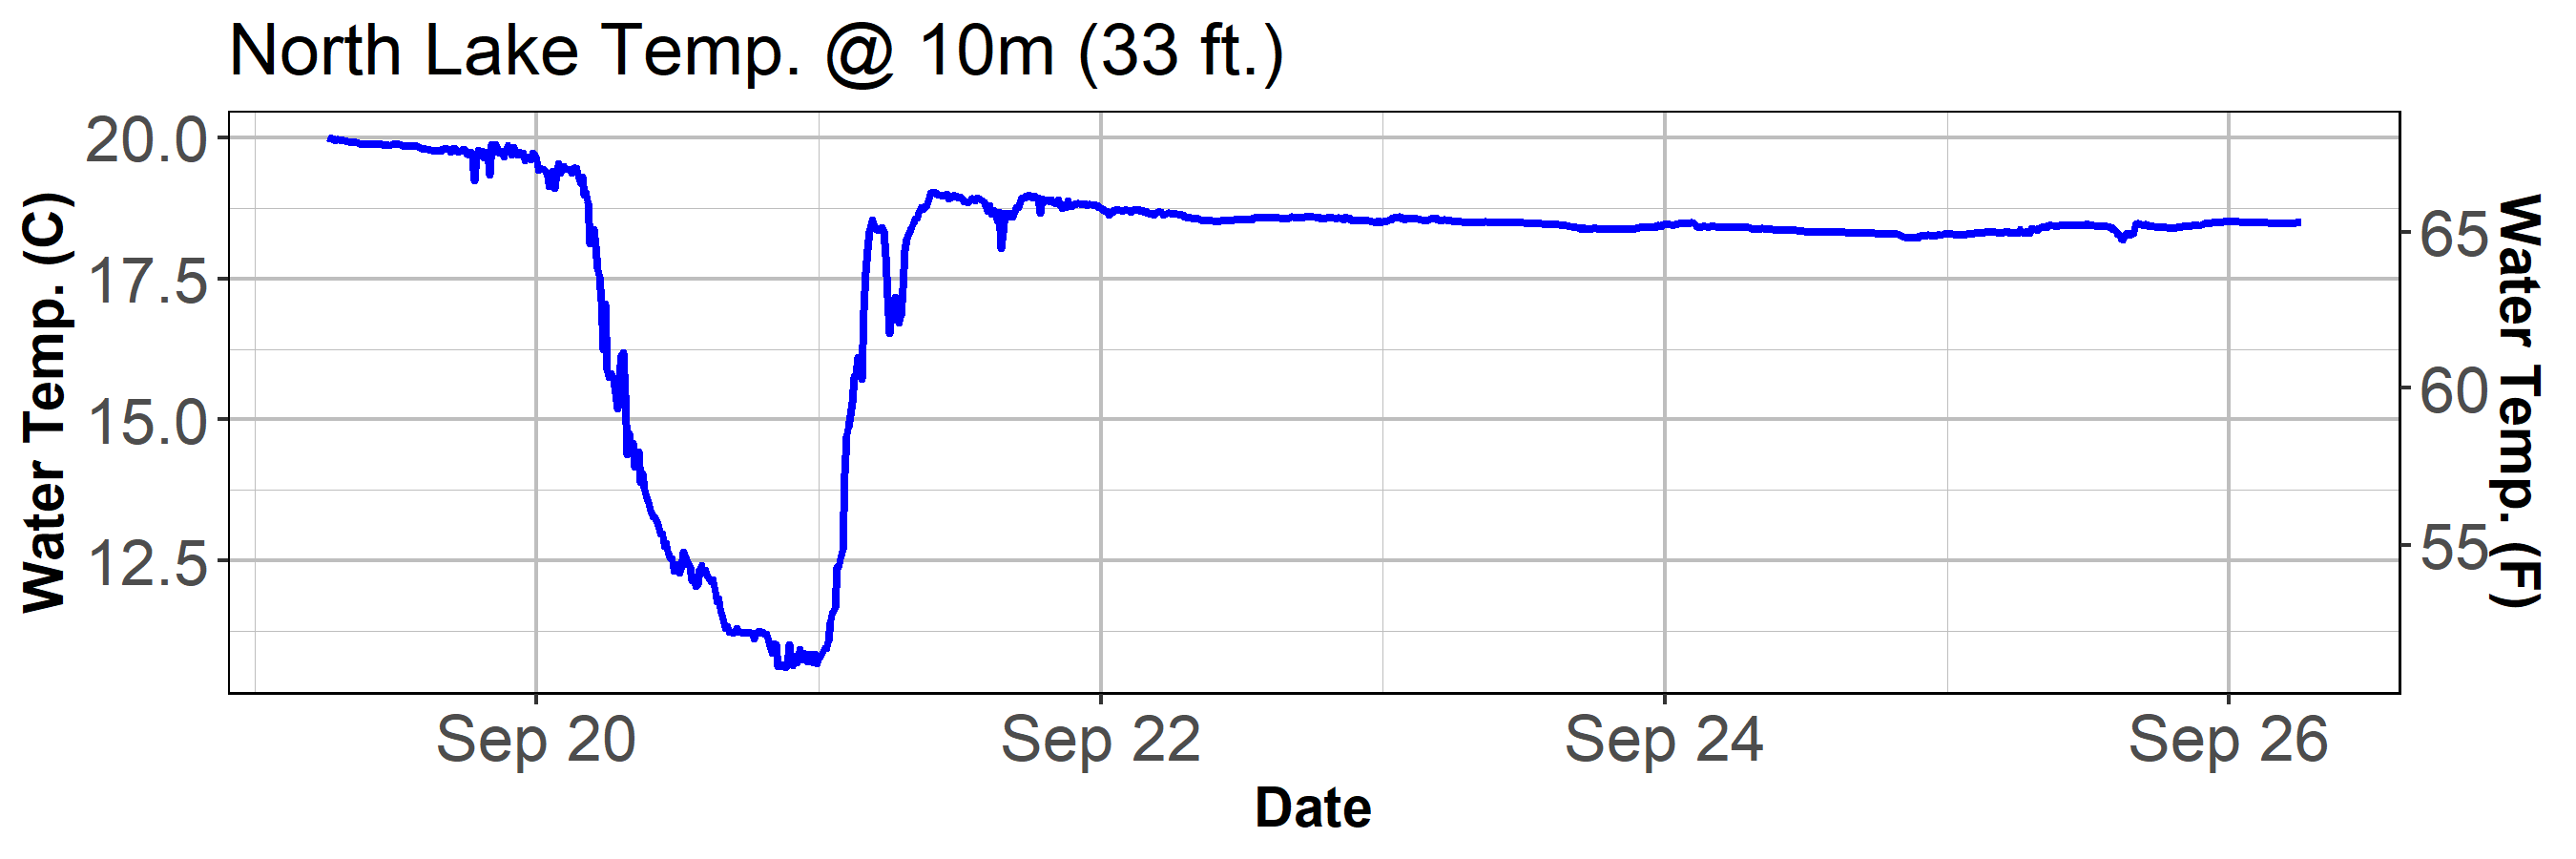 North Lake Temp. @ 10m (33 ft.)
Water Temp. (C)
20.0
17.5
15.0
12.5
65
60
55
Water Temp. (F)
Sep 20
Sep 22
Sep 24
Sep 26
Date